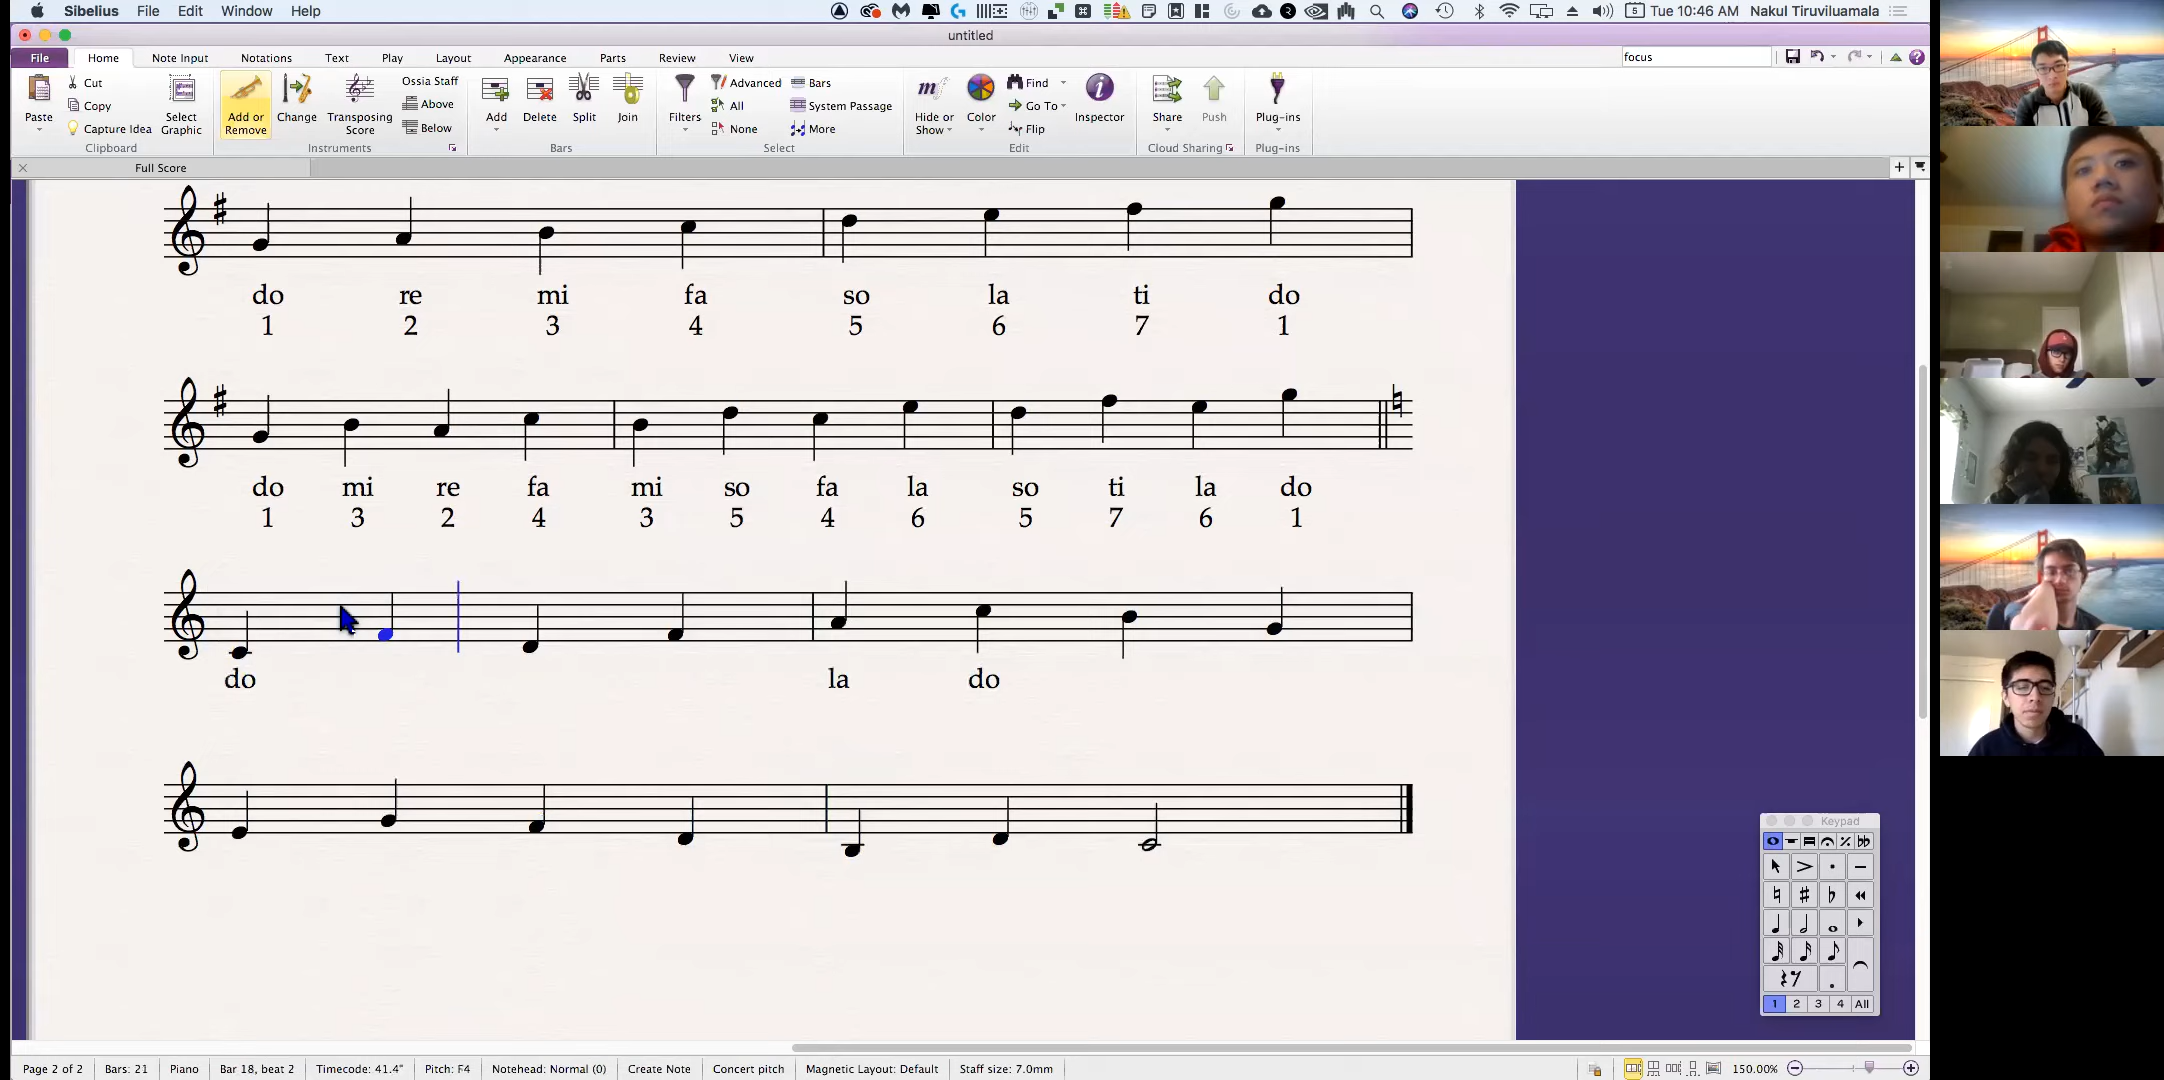 Sibelius File Edit Window Help Tue 10:46 AM Nakul Tiruviluamala
untitled
File Home Note Input Notations Text Play Layout Appearance Parts Review View focus
Paste Cut Copy Capture Idea Select Graphic Clipboard
Add or Remove Change Transposing Score Ossia Staff Above Below Instruments
Add Delete Split Join Bars
Filters Advanced All None Bars System Passage More Select
Hide or Show Color Find Go To Flip Inspector Edit
Share Push Cloud Sharing
Plug-ins Plug-ins
Full Score
do re mi fa so la ti do
1 2 3 4 5 6 7 1
do mi re fa mi so fa la so ti la do
1 3 2 4 3 5 4 6 5 7 6 1
do la do
Keypad
1 2 3 4 All
Page 2 of 2 Bars: 21 Piano Bar 18, beat 2 Timecode: 41.4" Pitch: F4 Notehead: Normal (0) Create Note Concert pitch Magnetic Layout: Default Staff size: 7.0mm 150.00%